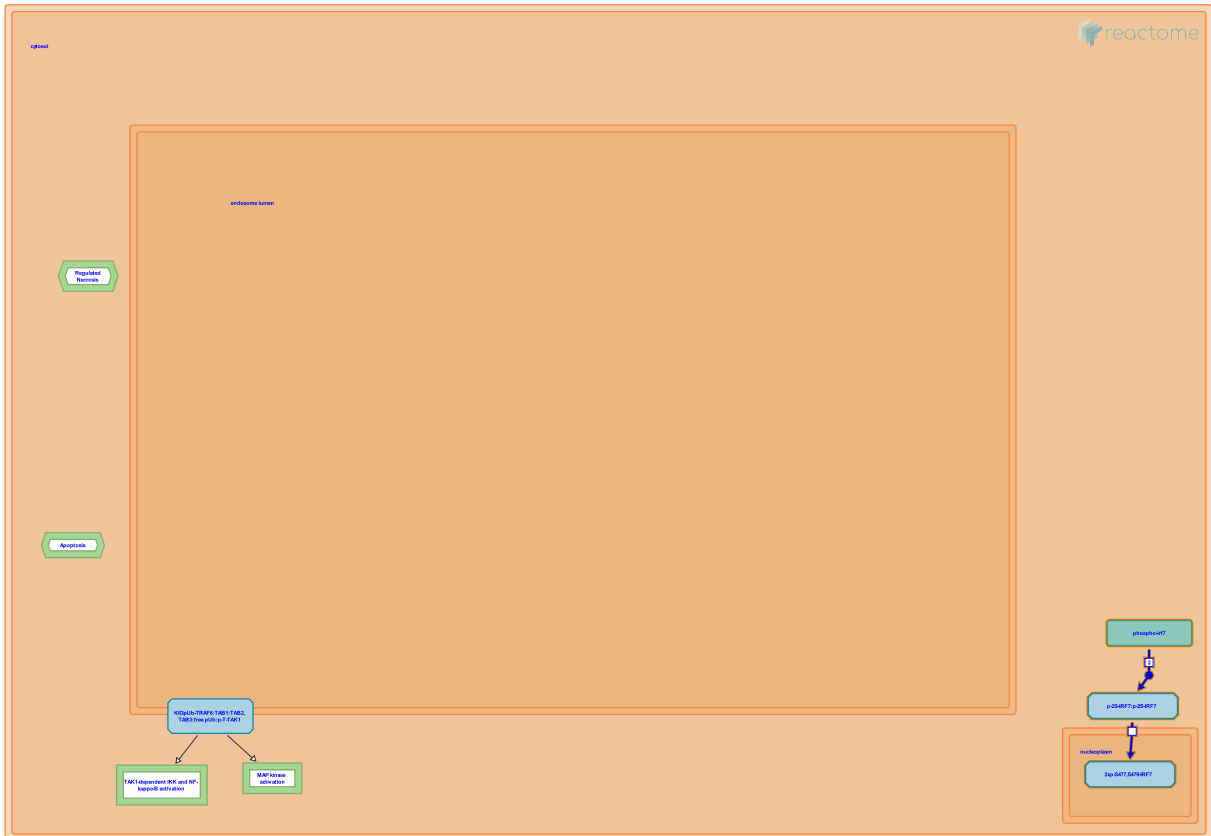 cytosol
reactome
endosome lumen
Regulated
Necrosis
Apoptosis
phospho-irf7
2
p-2S-IRF7:p-2S-IRF7
K63pUb-TRAF6:TAB1:TAB2,
TAB3:free pUb:p-T-TAK1
nucleoplasm
2xp-S477,S479-IRF7
TAK1-dependent IKK and NF-
kappa-B activation
MAP kinase
activation